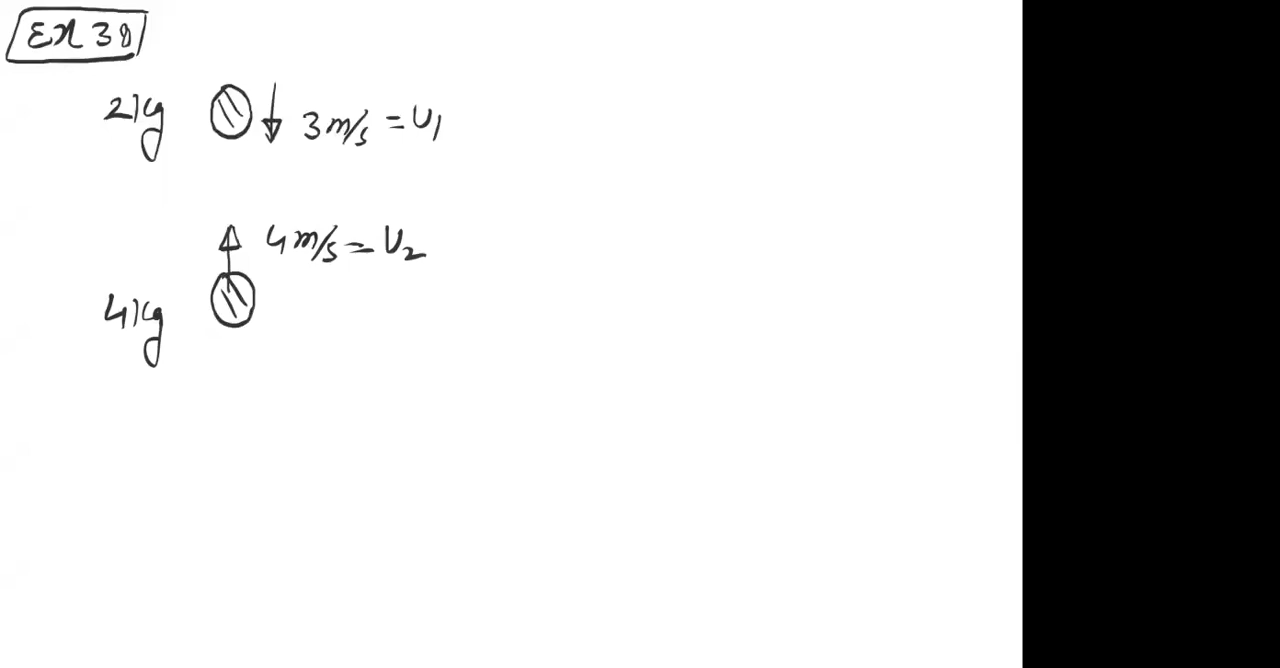 Ex 38
2kg 3m/s = U1
4m/s = U2
4kg